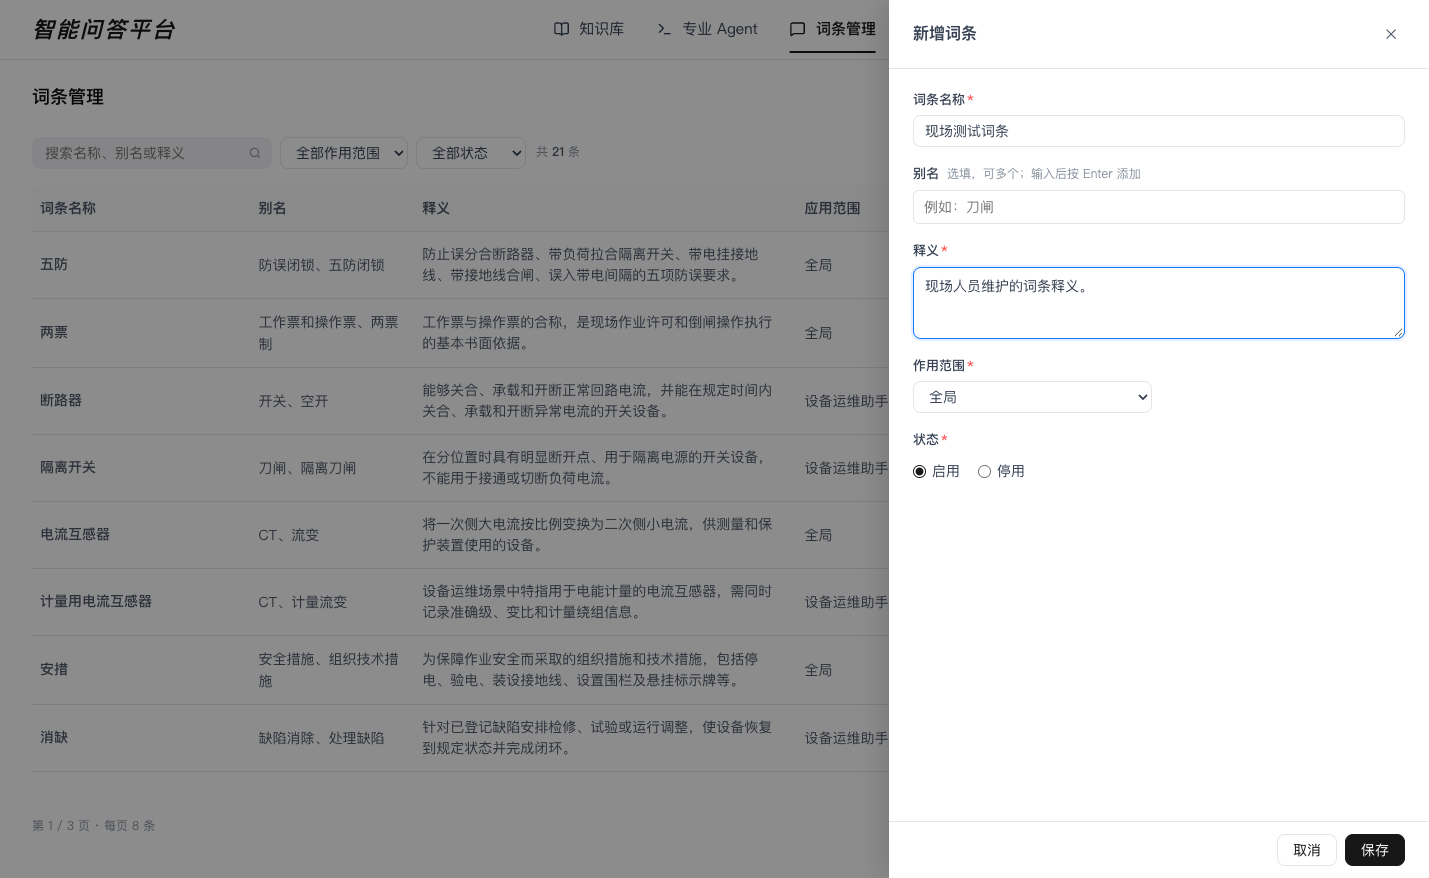 智能问答平台
知识库
专业 Agent
词条管理
词条管理
搜索名称、别名或释义
全部作用范围
全部状态
共 21 条
词条名称 别名 释义 应用范围
五防
防误闭锁、五防闭锁
防止误分合断路器、带负荷拉合隔离开关、带电挂接地
线、带接地线合闸、误入带电间隔的五项防误要求。
全局
两票
工作票和操作票、两票
制
工作票与操作票的合称，是现场作业许可和倒闸操作执行
的基本书面依据。
全局
断路器
开关、空开
能够关合、承载和开断正常回路电流，并能在规定时间内
关合、承载和开断异常电流的开关设备。
设备运维助手
隔离开关
刀闸、隔离刀闸
在分位置时具有明显断开点、用于隔离电源的开关设备，
不能用于接通或切断负荷电流。
设备运维助手
电流互感器
CT、流变
将一次侧大电流按比例变换为二次侧小电流，供测量和保
护装置使用的设备。
全局
计量用电流互感器
CT、计量流变
设备运维场景中特指用于电能计量的电流互感器，需同时
记录准确级、变比和计量绕组信息。
设备运维助手
安措
安全措施、组织技术措
施
为保障作业安全而采取的组织措施和技术措施，包括停
电、验电、装设接地线、设置围栏及悬挂标示牌等。
全局
消缺
缺陷消除、处理缺陷
针对已登记缺陷安排检修、试验或运行调整，使设备恢复
到规定状态并完成闭环。
设备运维助手
第 1 / 3 页 · 每页 8 条
新增词条
词条名称*
现场测试词条
别名 选填，可多个；输入后按 Enter 添加
例如：刀闸
释义*
现场人员维护的词条释义。
作用范围*
全局
状态*
启用 停用
取消 保存